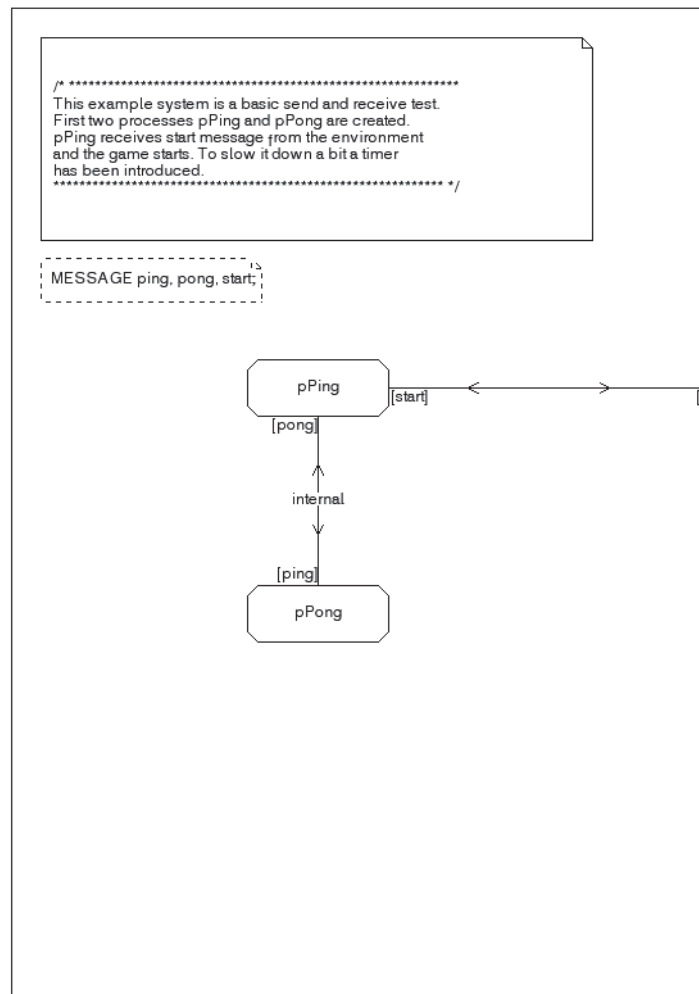 /* ************************************************************
This example system is a basic send and receive test.
First two processes pPing and pPong are created.
pPing receives start message from the environment
and the game starts. To slow it down a bit a timer
has been introduced.
************************************************************ */
MESSAGE ping, pong, start;
pPing
[start]
[
[pong]
internal
[ping]
pPong